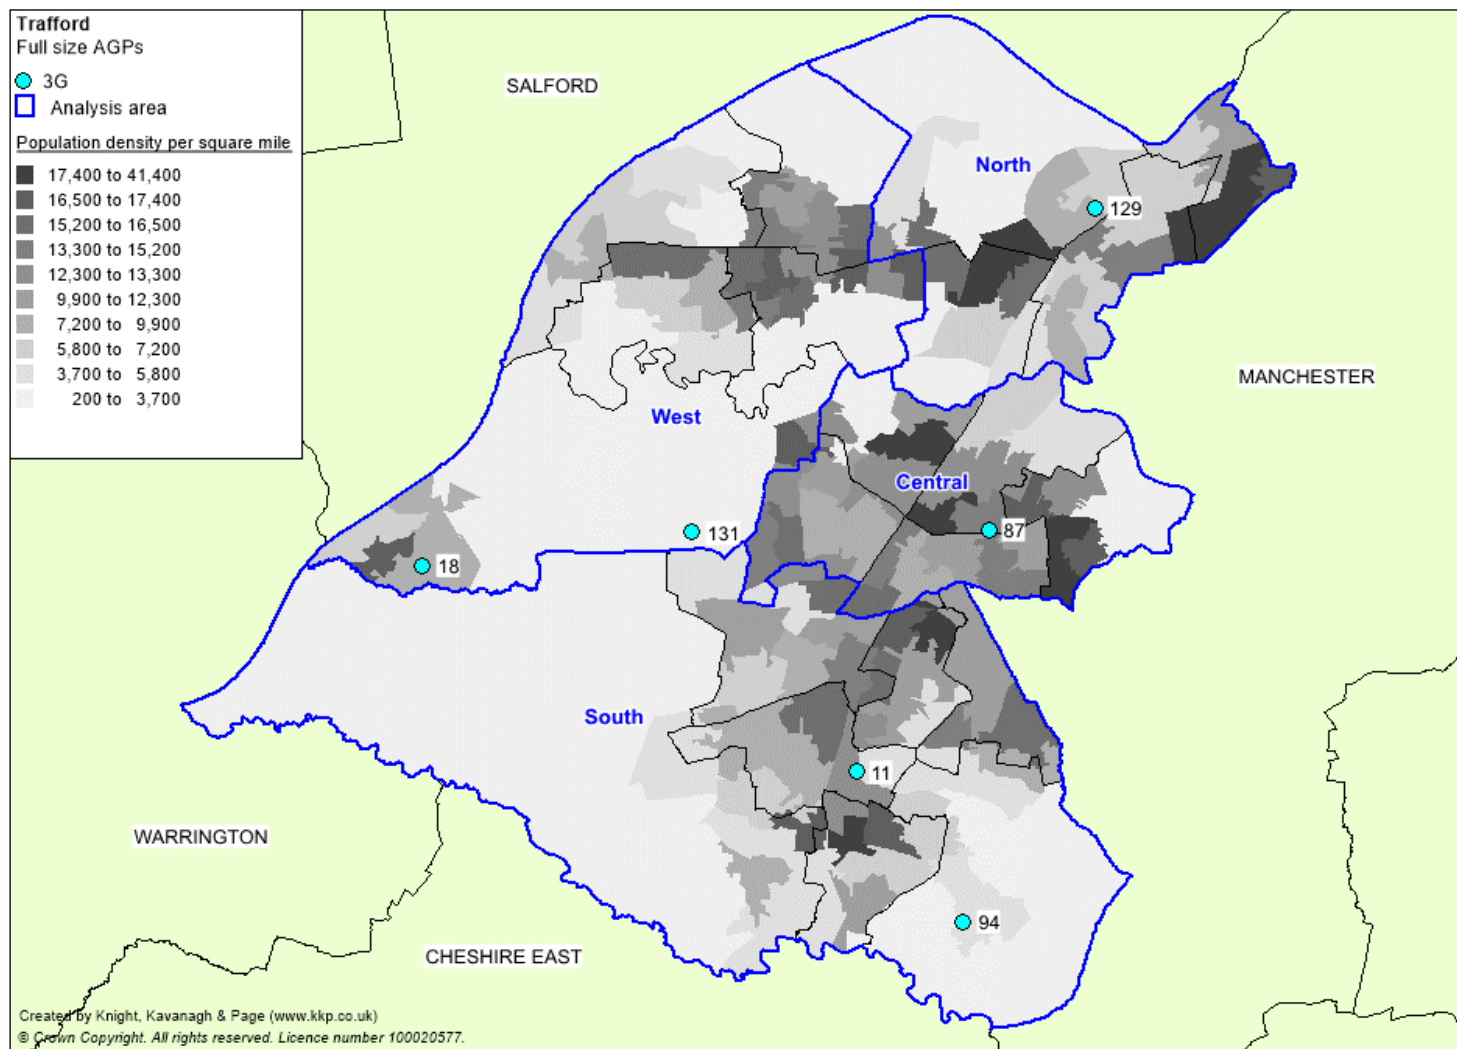 Trafford
Full size AGPs
3G
Analysis area
Population density per square mile
17,400 to 41,400
16,500 to 17,400
15,200 to 16,500
13,300 to 15,200
12,300 to 13,300
9,900 to 12,300
7,200 to 9,900
5,800 to 7,200
3,700 to 5,800
200 to 3,700
SALFORD
North
129
MANCHESTER
West
Central
131
87
18
South
11
WARRINGTON
94
CHESHIRE EAST
Created by Knight, Kavanagh & Page (www.kkp.co.uk)
© Crown Copyright. All rights reserved. Licence number 100020577.